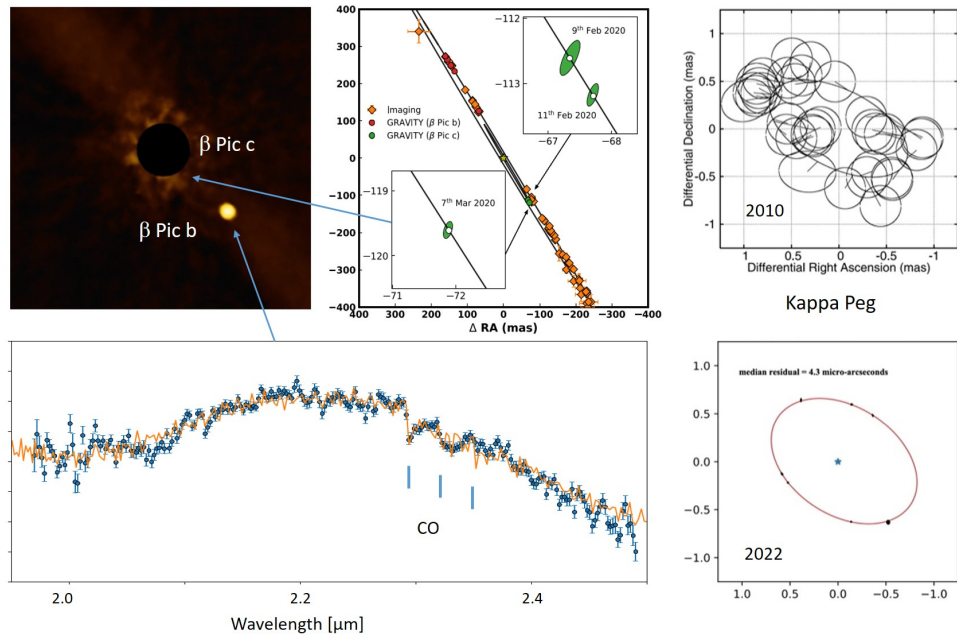 β Pic c
β Pic b
400
300
200
100
0
−100
−200
−300
−400
400 300 200 100 0 −100 −200 −300 −400
Δ RA (mas)
Imaging
GRAVITY (β Pic b)
GRAVITY (β Pic c)
−112
−113
9th Feb 2020
11th Feb 2020
−67 −68
−119
−120
7th Mar 2020
−71 −72
Differential Declination (mas)
1
0.5
0
-0.5
-1
2010
1 0.5 0 -0.5 -1
Differential Right Ascension (mas)
Kappa Peg
CO
2.0 2.2 2.4
Wavelength [μm]
median residual = 4.3 micro-arcseconds
1.0
0.5
0.0
−0.5
−1.0
2022
1.0 0.5 0.0 −0.5 −1.0